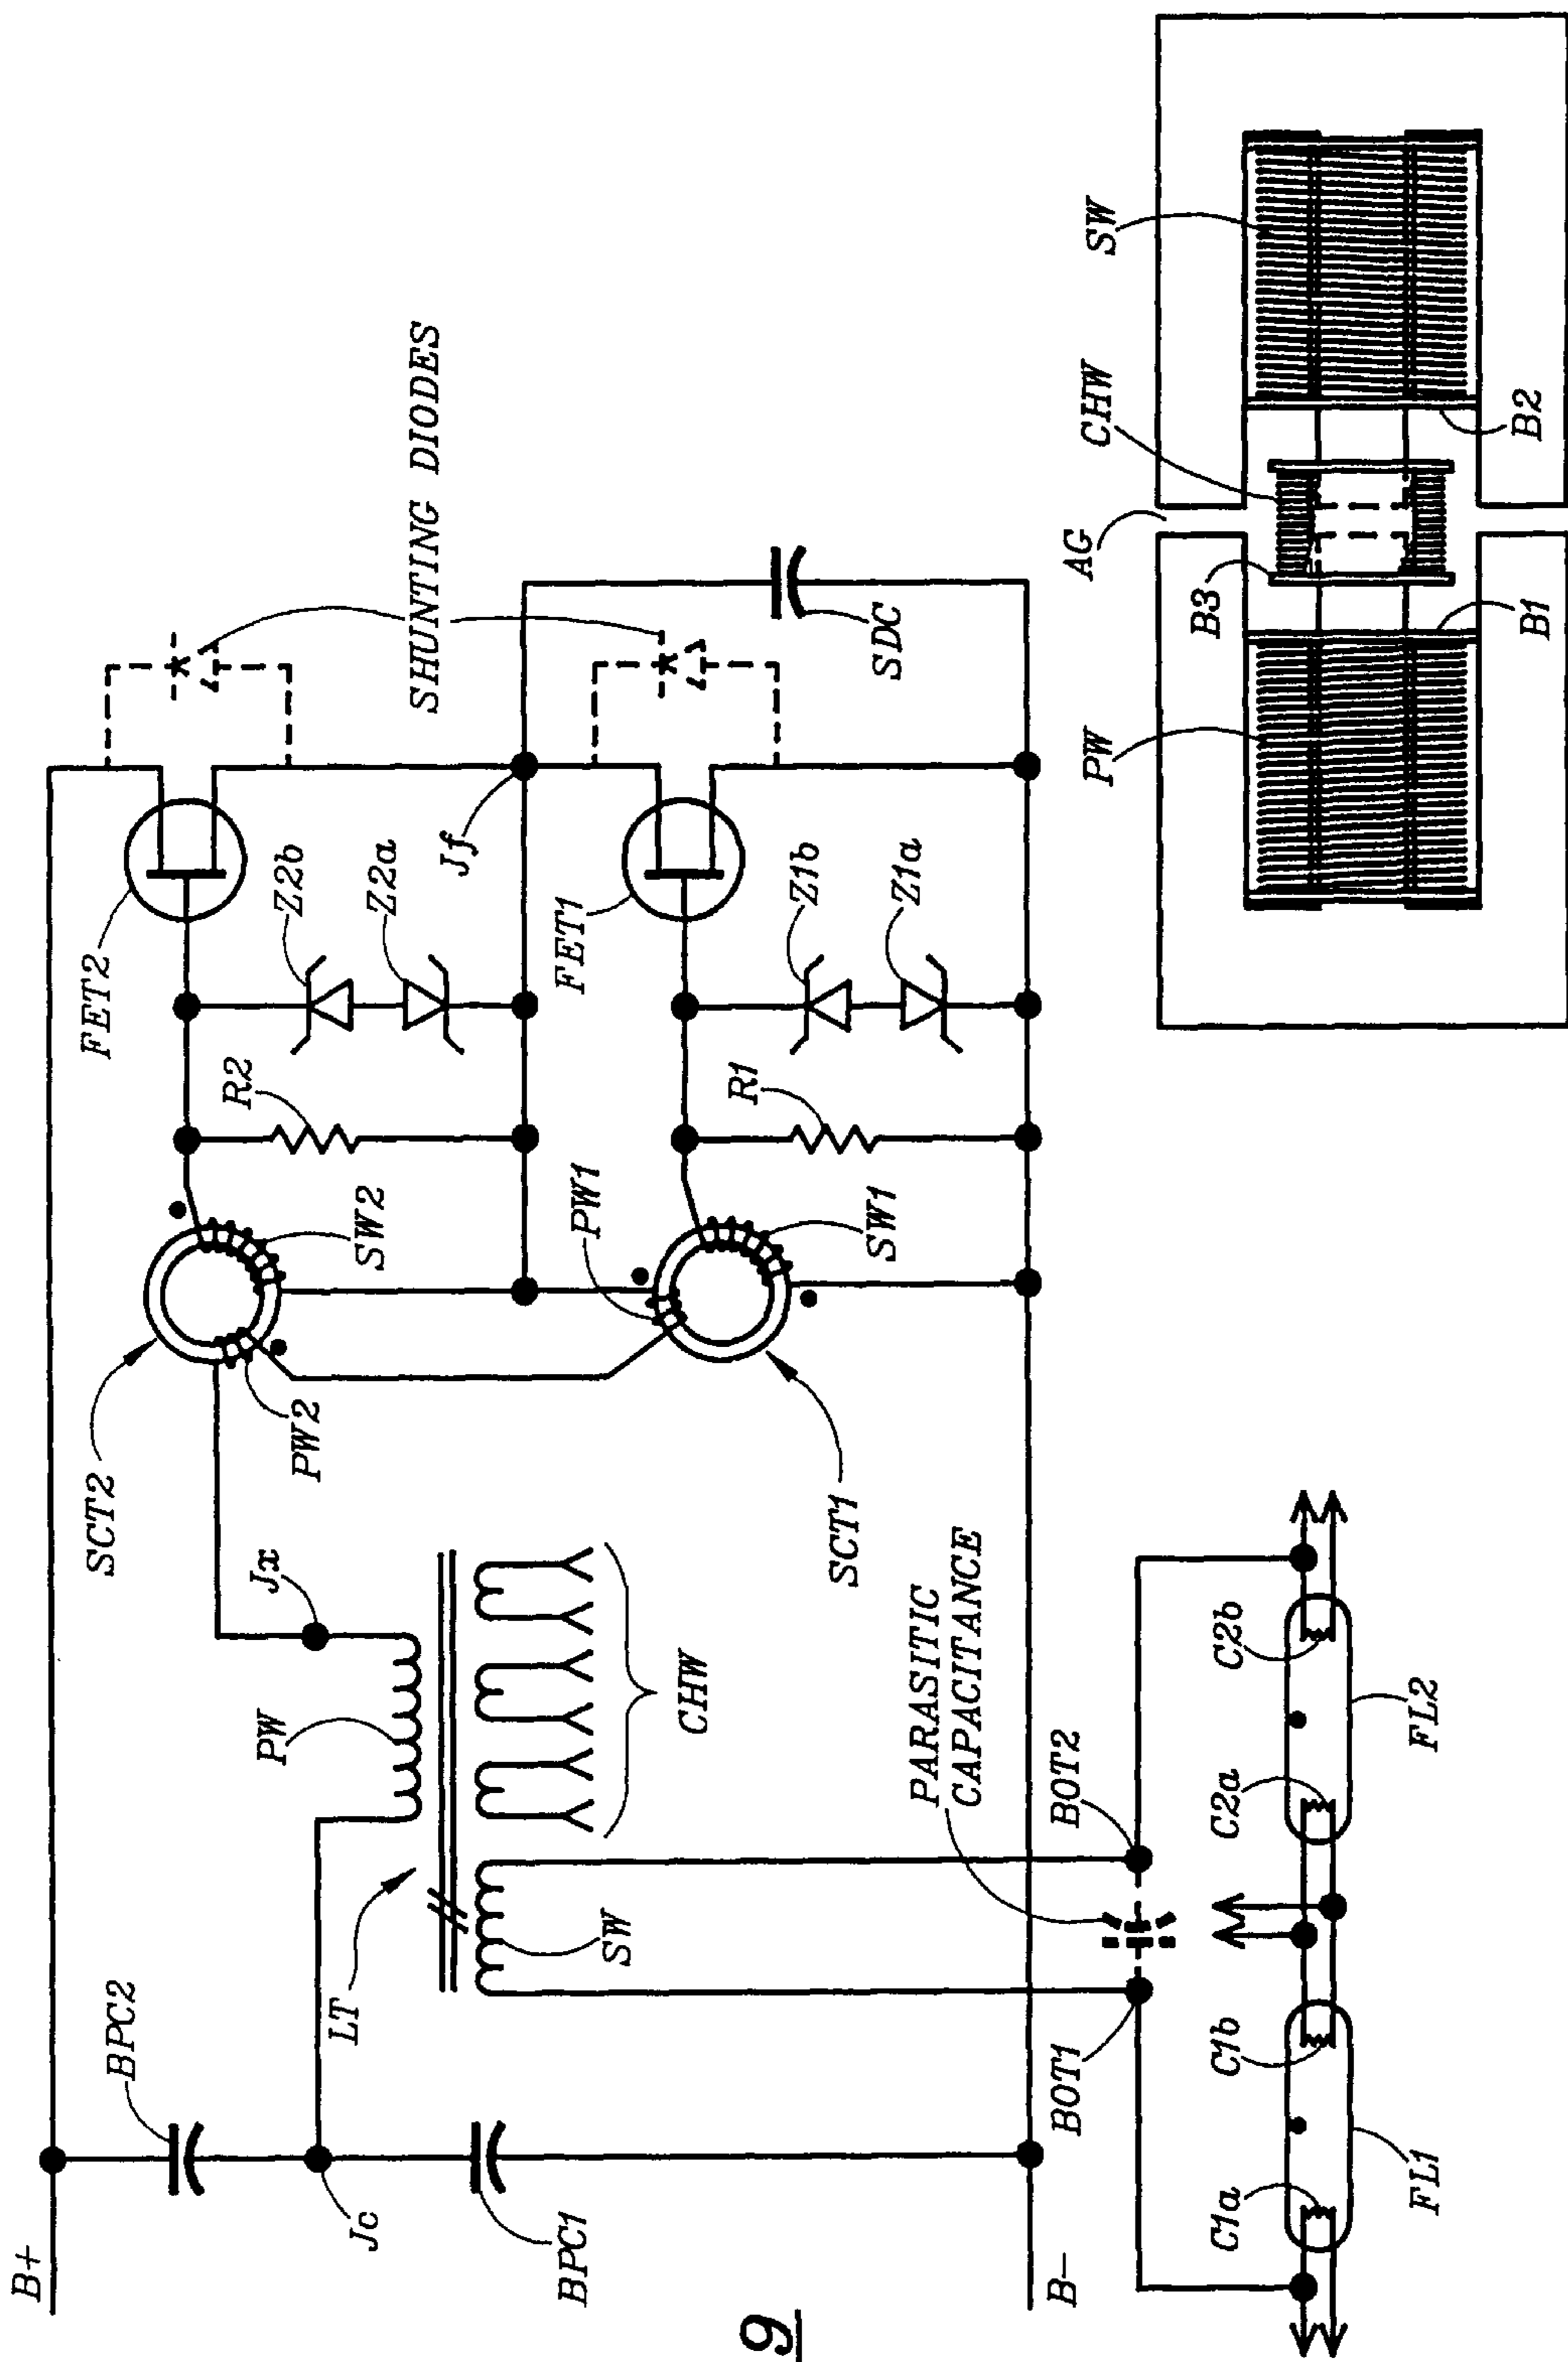 B+
BPC2
Jc
BPC1
B-
9
LT
PW
Jx
SW
CHW
SCT2
PW2
SW2
PW1
SW1
SCT1
FET2
R2
Z2b
Z2a
Jf
FET1
R1
Z1b
Z1a
SHUNTING DIODES
SDC
PARASITIC
CAPACITANCE
BOT1
BOT2
C1a
C1b
C2a
C2b
FL1
FL2
PW
B3
AG
CHW
SW
B1
B2